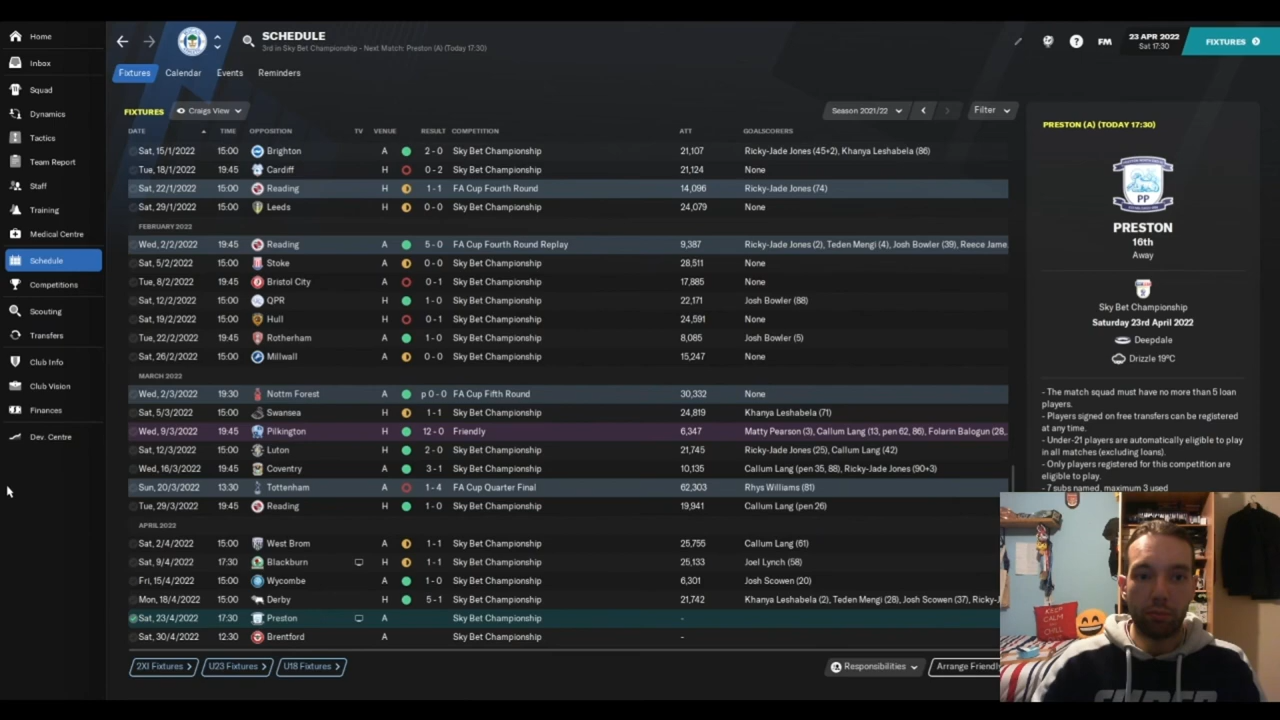 Home
SCHEDULE
3rd in Sky Bet Championship - Next Match: Preston (A) (Today 17:30)
? FM 23 APR 2022
Sat 17:30
FIXTURES
Inbox
Squad
Dynamics
Tactics
Team Report
Staff
Training
Medical Centre
Schedule
Competitions
Scouting
Transfers
Club Info
Club Vision
Finances
Dev. Centre
Fixtures Calendar Events Reminders
FIXTURES Craigs View Season 2021/22 Filter
DATE TIME OPPOSITION TV VENUE RESULT COMPETITION ATT GOALSCORERS
Sat, 15/1/2022 15:00 Brighton A 2-0 Sky Bet Championship 21,107 Ricky-Jade Jones (45+2), Khanya Leshabela (86)
Tue, 18/1/2022 19:45 Cardiff H 0-2 Sky Bet Championship 21,124 None
Sat, 22/1/2022 15:00 Reading H 1-1 FA Cup Fourth Round 14,096 Ricky-Jade Jones (74)
Sat, 29/1/2022 15:00 Leeds H 0-0 Sky Bet Championship 24,079 None
FEBRUARY 2022
Wed, 2/2/2022 19:45 Reading A 5-0 FA Cup Fourth Round Replay 9,387 Ricky-Jade Jones (2), Teden Mengi (4), Josh Bowler (39), Reece Jame
Sat, 5/2/2022 15:00 Stoke A 0-0 Sky Bet Championship 28,511 None
Tue, 8/2/2022 19:45 Bristol City A 0-1 Sky Bet Championship 17,885 None
Sat, 12/2/2022 15:00 QPR H 1-0 Sky Bet Championship 22,171 Josh Bowler (88)
Sat, 19/2/2022 15:00 Hull H 0-1 Sky Bet Championship 24,591 None
Tue, 22/2/2022 19:45 Rotherham A 1-0 Sky Bet Championship 8,085 Josh Bowler (5)
Sat, 26/2/2022 15:00 Millwall A 0-0 Sky Bet Championship 15,247 None
MARCH 2022
Wed, 2/3/2022 19:30 Nottm Forest A p 0-0 FA Cup Fifth Round 30,332 None
Sat, 5/3/2022 15:00 Swansea H 1-1 Sky Bet Championship 24,819 Khanya Leshabela (71)
Wed, 9/3/2022 19:45 Pilkington H 12-0 Friendly 6,347 Matty Pearson (3), Callum Lang (13, pen 62, 86), Folarin Balogun (28,
Sat, 12/3/2022 15:00 Luton H 2-0 Sky Bet Championship 21,745 Ricky-Jade Jones (25), Callum Lang (42)
Wed, 16/3/2022 19:45 Coventry A 3-1 Sky Bet Championship 10,135 Callum Lang (pen 35, 88), Ricky-Jade Jones (90+3)
Sun, 20/3/2022 13:30 Tottenham A 1-4 FA Cup Quarter Final 62,303 Rhys Williams (81)
Tue, 29/3/2022 19:45 Reading H 1-0 Sky Bet Championship 19,941 Callum Lang (pen 26)
APRIL 2022
Sat, 2/4/2022 15:00 West Brom A 1-1 Sky Bet Championship 25,755 Callum Lang (61)
Sat, 9/4/2022 17:30 Blackburn H 1-1 Sky Bet Championship 25,133 Joel Lynch (58)
Fri, 15/4/2022 15:00 Wycombe A 1-0 Sky Bet Championship 6,301 Josh Scowen (20)
Mon, 18/4/2022 15:00 Derby H 5-1 Sky Bet Championship 21,742 Khanya Leshabela (2), Teden Mengi (28), Josh Scowen (37), Ricky-J
Sat, 23/4/2022 17:30 Preston A Sky Bet Championship -
Sat, 30/4/2022 12:30 Brentford A Sky Bet Championship -
2XI Fixtures U23 Fixtures U18 Fixtures Responsibilities Arrange Friendly
PRESTON (A) (TODAY 17:30)
PP
PRESTON
16th
Away
Sky Bet Championship
Saturday 23rd April 2022
Deepdale
Drizzle 19°C
- The match squad must have no more than 5 loan
players.
- Players signed on free transfers can be registered
at any time.
- Under-21 players are automatically eligible to play
in all matches (excluding loans).
- Only players registered for this competition are
eligible to play.
- 7 subs named, maximum 3 used
KEEP
CALM